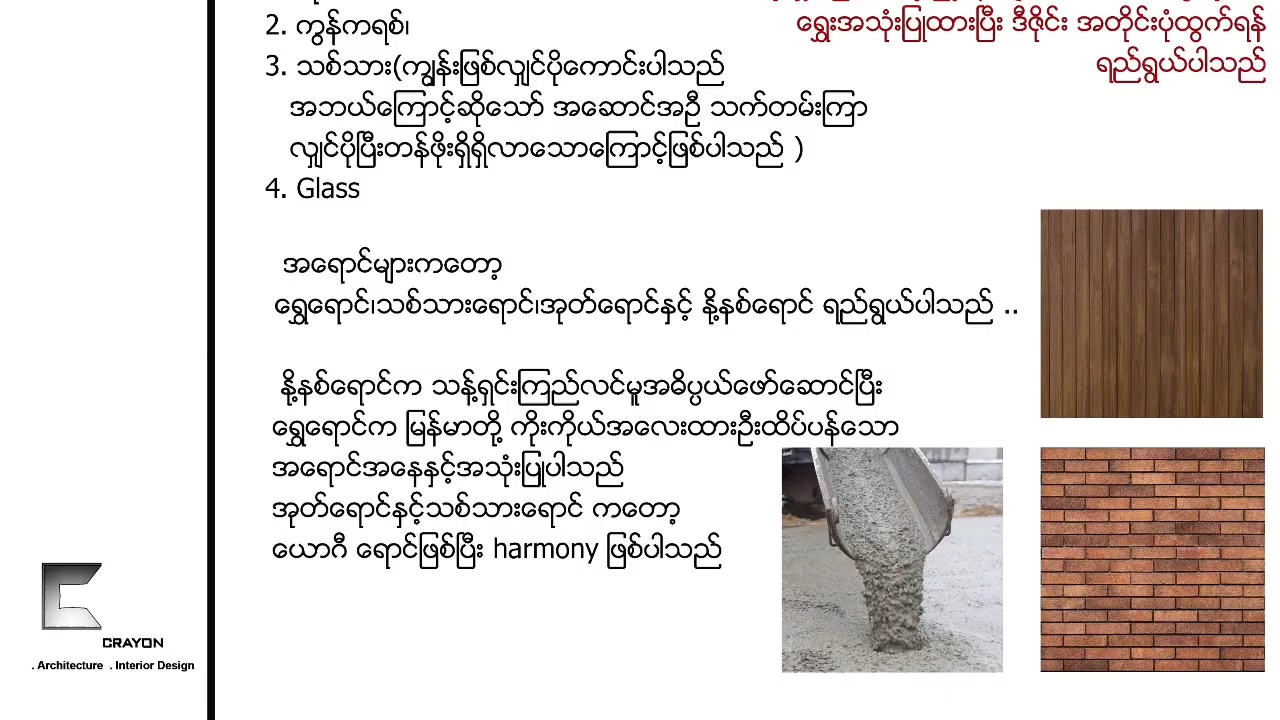 2. ကွန်ကရစ်၊
ရွှေးအသုံးပြုထားပြီး ဒီဇိုင်း အတိုင်းပုံထွက်ရန်
ရည်ရွယ်ပါသည်
3. သစ်သား(ကျွန်းဖြစ်လျှင်ပိုကောင်းပါသည်
အဘယ်ကြောင့်ဆိုသော် အဆောင်အဦ သက်တမ်းကြာ
လျှင်ပိုပြီးတန်ဖိုးရှိရှိလာသောကြောင့်ဖြစ်ပါသည် )
4. Glass
အရောင်များကတော့
ရွှေရောင်၊သစ်သားရောင်၊အုတ်ရောင်နှင့် နို့နစ်ရောင် ရည်ရွယ်ပါသည် ..
နို့နစ်ရောင်က သန့်ရှင်းကြည်လင်မူအဓိပ္ပယ်ဖော်ဆောင်ပြီး
ရွှေရောင်က မြန်မာတို့ ကိုးကိုယ်အလေးထားဦးထိပ်ပန်သော
အရောင်အနေနှင့်အသုံးပြုပါသည်
အုတ်ရောင်နှင့်သစ်သားရောင် ကတော့
ယောဂီ ရောင်ဖြစ်ပြီး harmony ဖြစ်ပါသည်
CRAYON
. Architecture . Interior Design